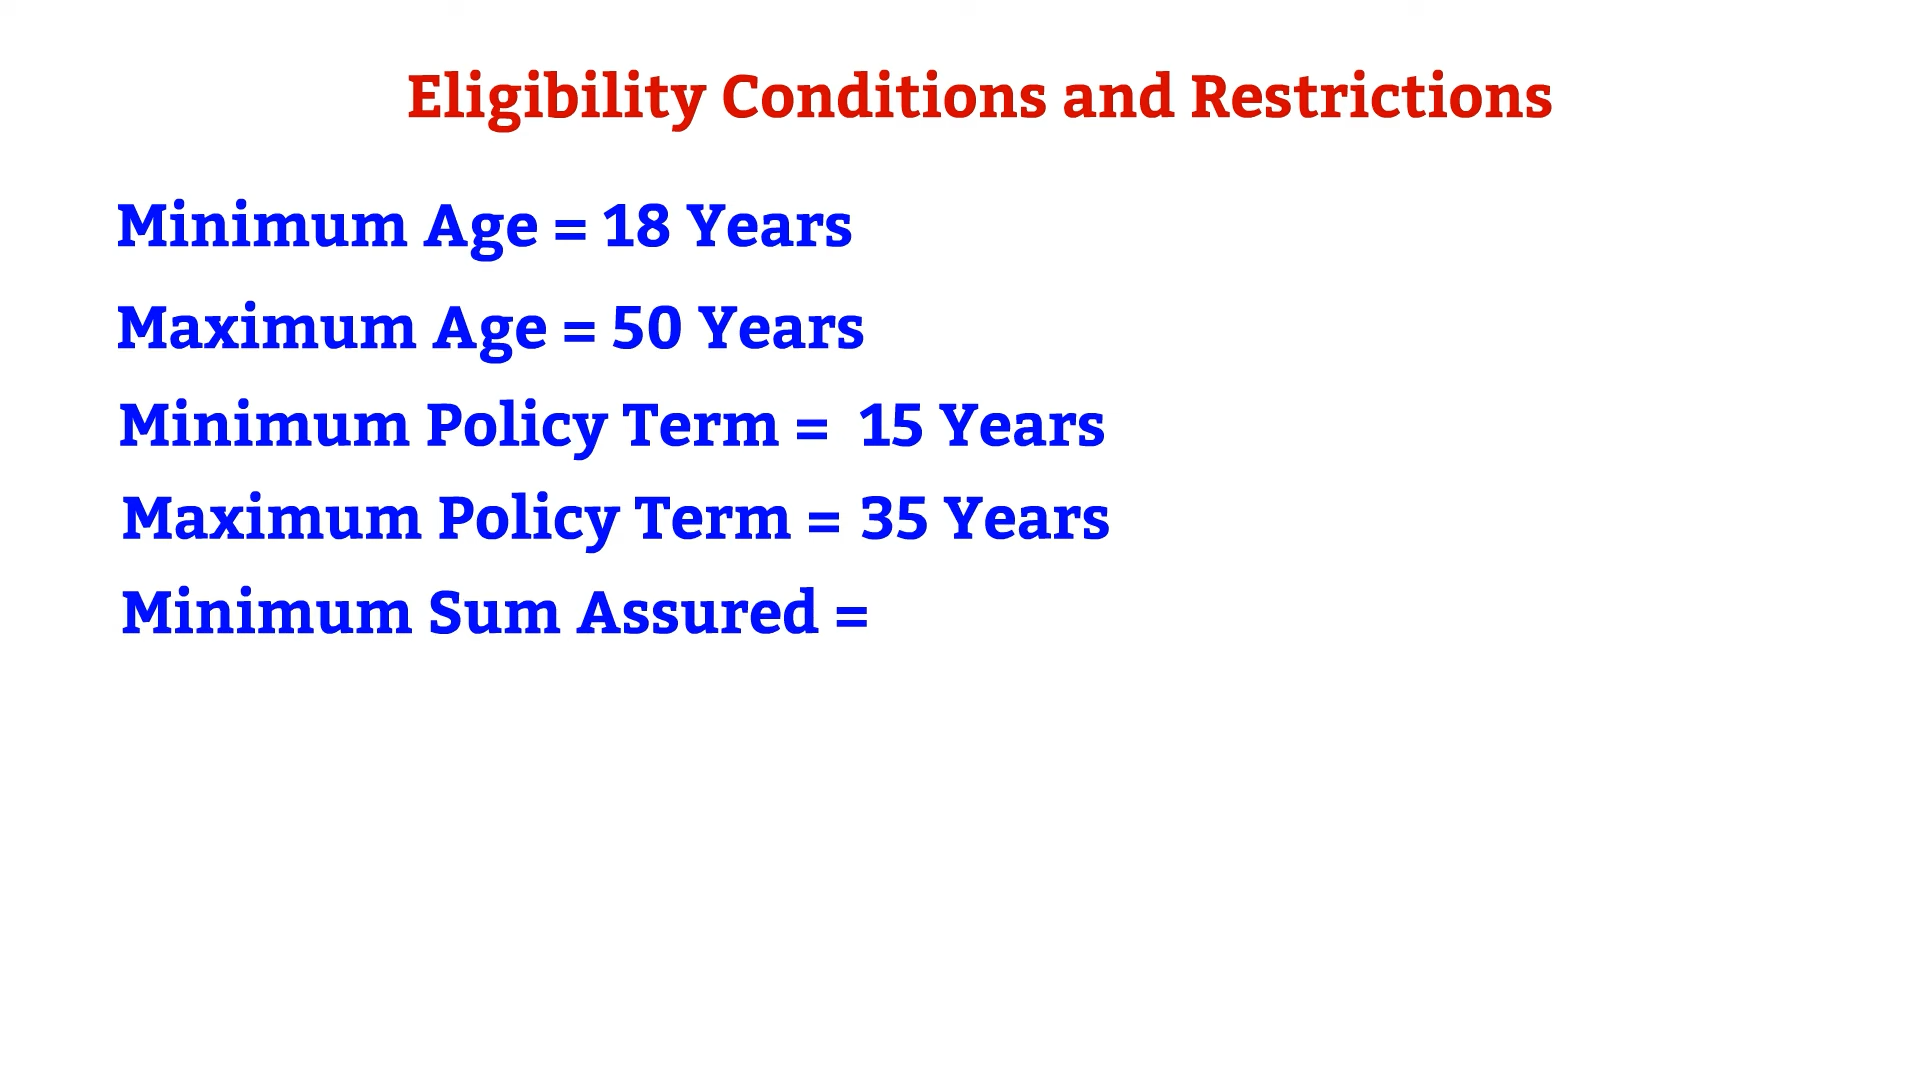 Eligibility Conditions and Restrictions
Minimum Age = 18 Years
Maximum Age = 50 Years
Minimum Policy Term = 15 Years
Maximum Policy Term = 35 Years
Minimum Sum Assured =